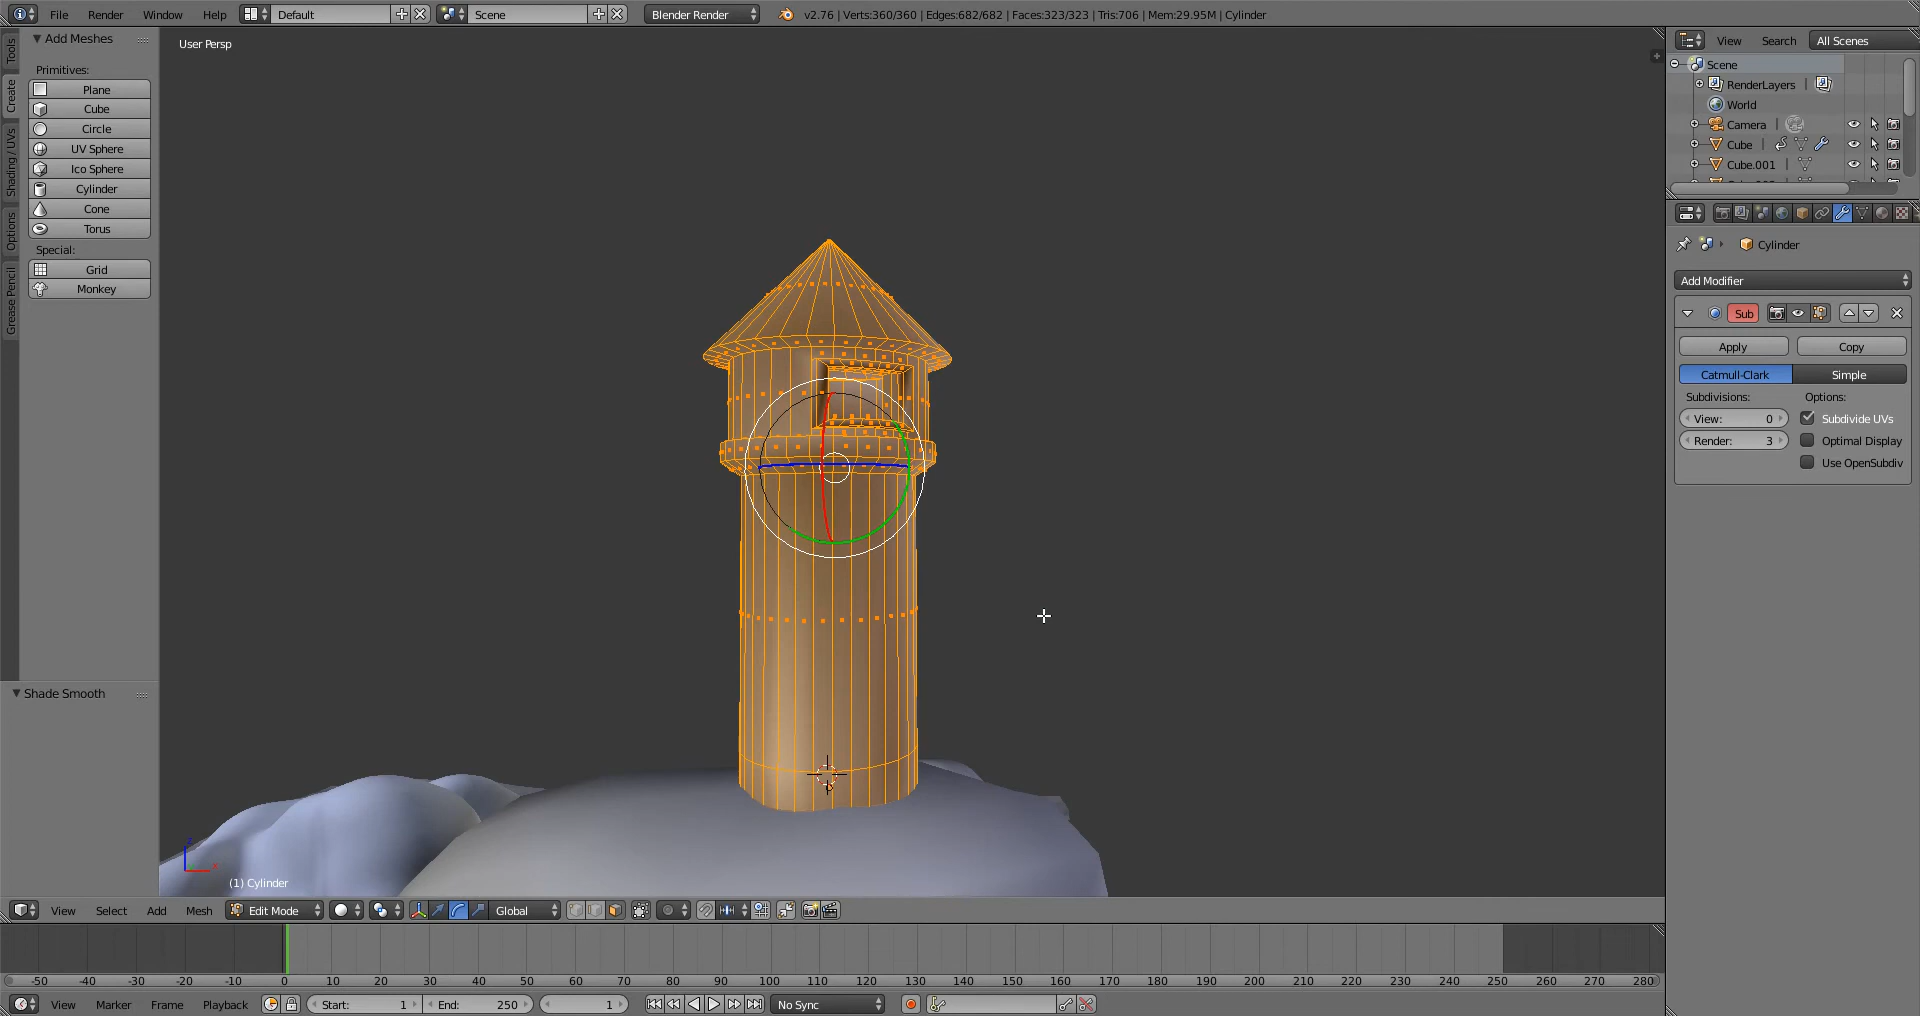 File Render Window Help Default Scene Blender Render v2.76 | Verts:360/360 | Edges:682/682 | Faces:323/323 | Tris:706 | Mem:29.95M | Cylinder
Tools
Create
Shading / UVs
Options
Grease Pencil
Add Meshes
Primitives:
Plane
Cube
Circle
UV Sphere
Ico Sphere
Cylinder
Cone
Torus
Special:
Grid
Monkey
Shade Smooth
User Persp
(1) Cylinder
View Search All Scenes
Scene
RenderLayers
World
Camera
Cube
Cube.001
Cylinder
Add Modifier
Sub
Apply Copy
Catmull-Clark Simple
Subdivisions: Options:
View: 0 Subdivide UVs
Render: 3 Optimal Display
Use OpenSubdiv
View Select Add Mesh Edit Mode Global
-50 -40 -30 -20 -10 0 10 20 30 40 50 60 70 80 90 100 110 120 130 140 150 160 170 180 190 200 210 220 230 240 250 260 270 280
View Marker Frame Playback Start: 1 End: 250 1 No Sync